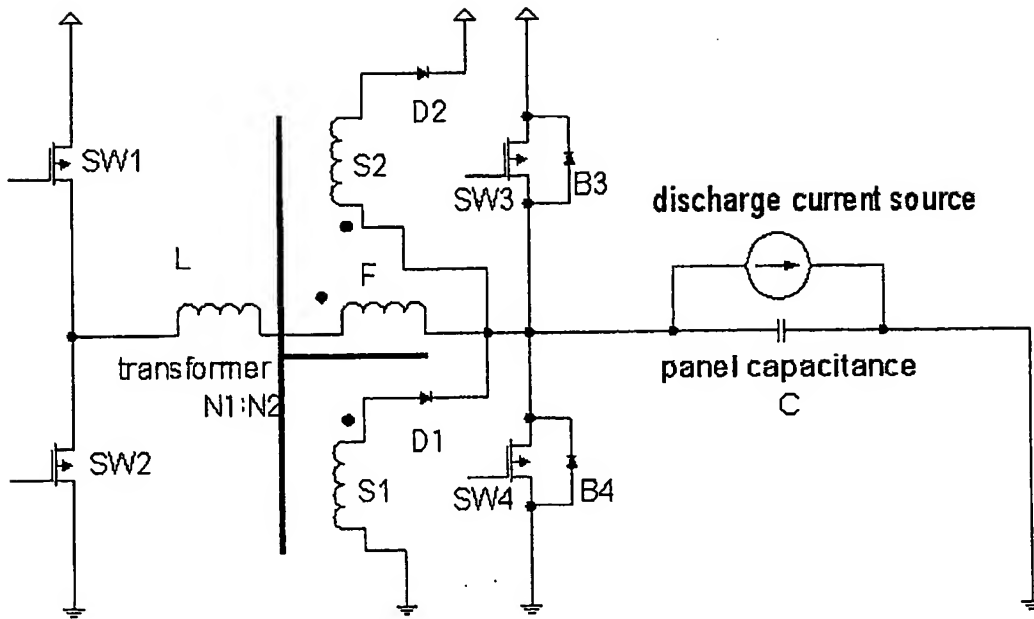 D2
SW1
S2
SW3
B3
discharge current source
L
F
transformer
N1:N2
panel capacitance
C
D1
SW2
S1
SW4
B4